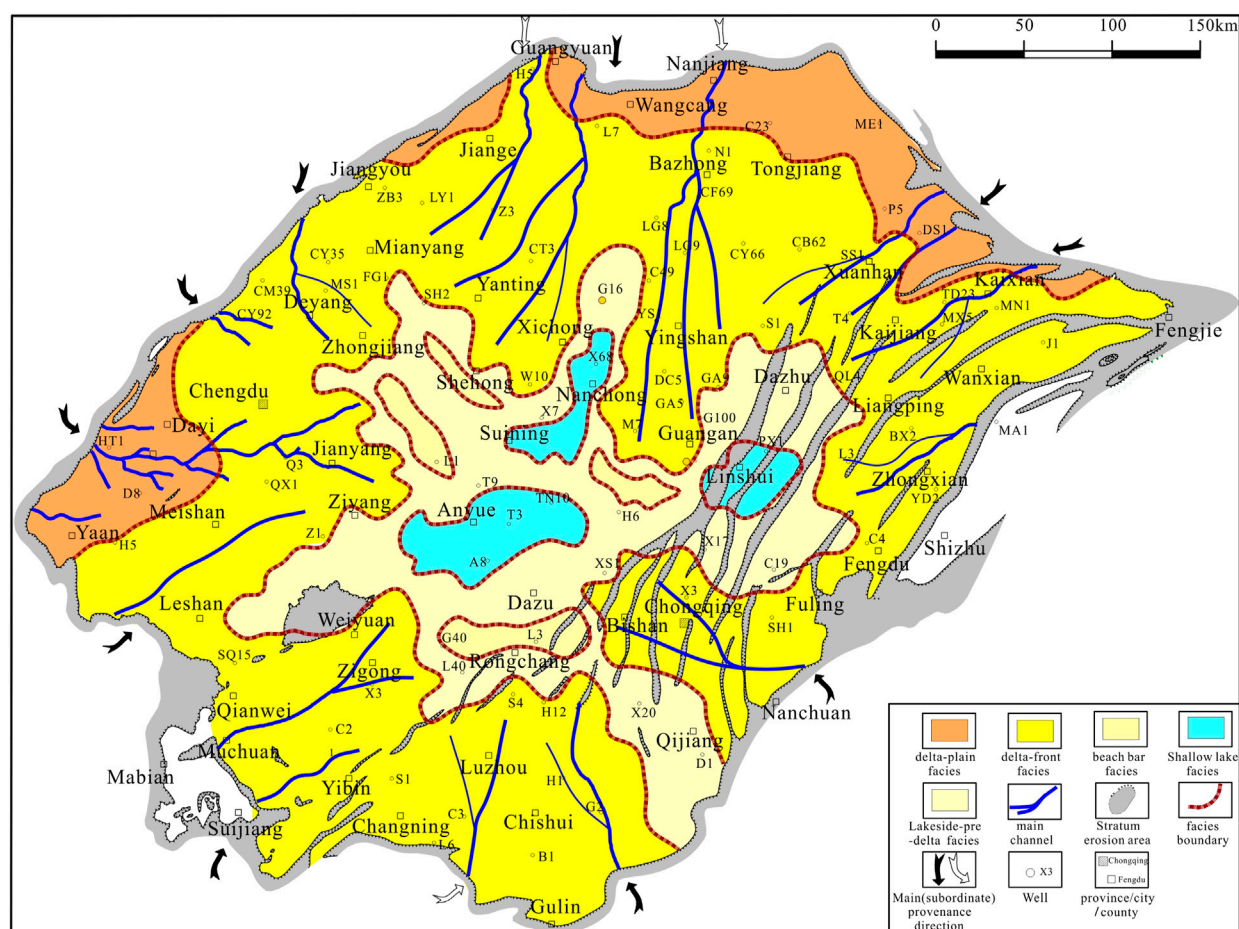 0 50 100 150km
Guangyuan
H5
Nanjiang
Wangcang
C23
ME1
L7
Jiange
N1
Bazhong
Tongjiang
Jiangyou
ZB3
LY1
Z3
CF69
P5
LG8
DS1
Mianyang
CY35
CT3
LG9
CY66
CB62
SS1
Xuanhan
FG1
C49
Kaixian
CM39
MS1
SH2
Yanting
G16
TD23
MN1
Deyang
CY92
YS
T4
Kaijiang
MX5
Fengjie
Zhongjiang
Xichong
Yingshan
S1
J1
X68
Shehong
W10
Nanchong
DC5
GA9
Dazhu
QL4
Wanxian
Chengdu
X7
GA5
Liangping
G100
Davi
HT1
Suining
M7
Guangan
BX2
MA1
Jianyang
PX1
L3
Q3
L1
Linshui
Zhongxian
D8
QX1
T9
YD2
Ziyang
Anyue
TN10
T3
H6
Meishan
Yaan
H5
Z1
X17
C4
Shizhu
A8
XS1
C19
Fengdu
Leshan
Dazu
X3
Fuling
Weiyuan
Bishan
Chongqing
SH1
G40
L3
SQ15
Zigong
L40
Rongchang
X3
Qianwei
S4
H12
X20
Nanchuan
C2
Qijiang
Muchuan
D1
Mabian
Luzhou
Yibin
S1
H1
Suijiang
Changning
C3
Chishui
G2
L6
B1
Gulin
delta-plain
facies
delta-front
facies
beach bar
facies
Shallow lake
facies
Lakeside-pre
-delta facies
main
channel
Stratum
erosion area
facies
boundary
X3
Chongqing
Fengdu
Main(subordinate)
provenance
direction
Well
province/city
/county